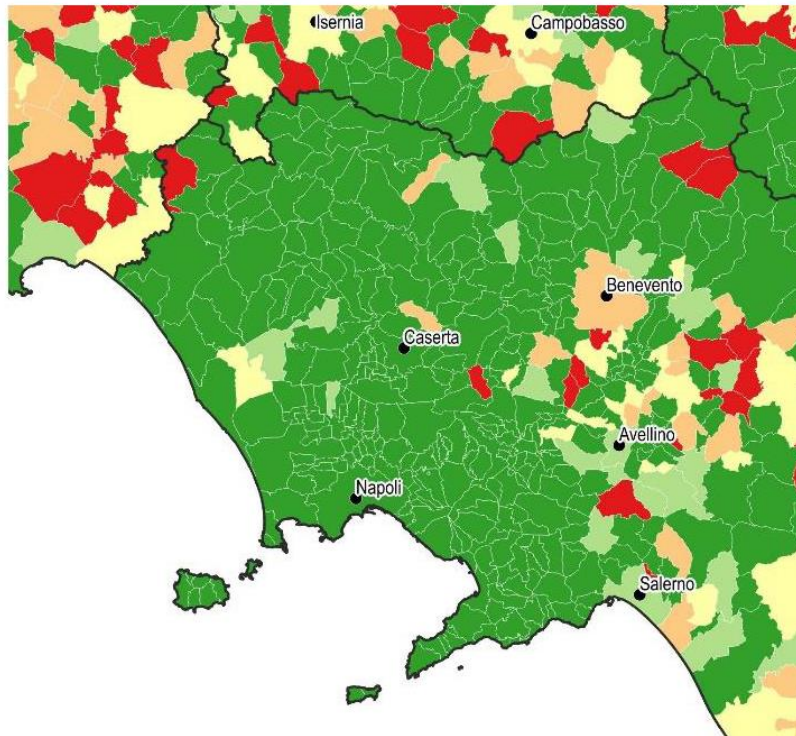 Isernia
Campobasso
Benevento
Caserta
Avellino
Napoli
Salerno